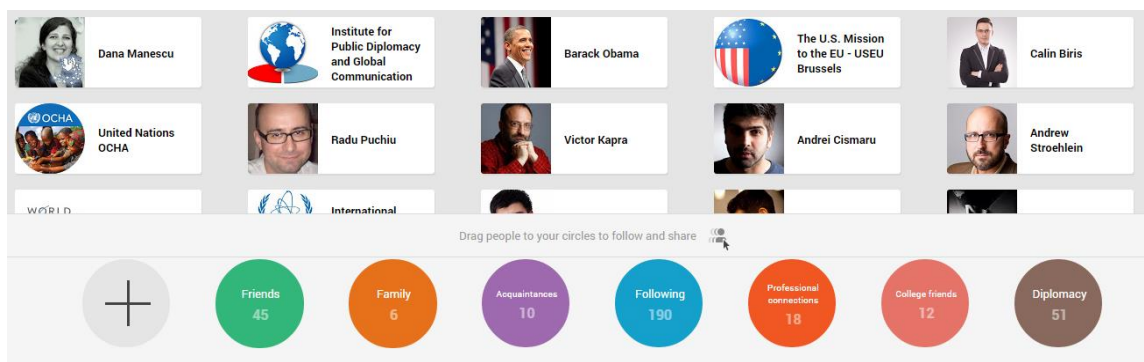 Dana Manescu
Institute for
Public Diplomacy
and Global
Communication
Barack Obama
The U.S. Mission
to the EU - USEU
Brussels
Calin Biris
OCHA
United Nations
OCHA
Radu Puchiu
Victor Kapra
Andrei Cismaru
Andrew
Stroehlein
WORLD
International
Drag people to your circles to follow and share
Friends
45
Family
6
Acquaintances
10
Following
190
Professional
connections
18
College friends
12
Diplomacy
51